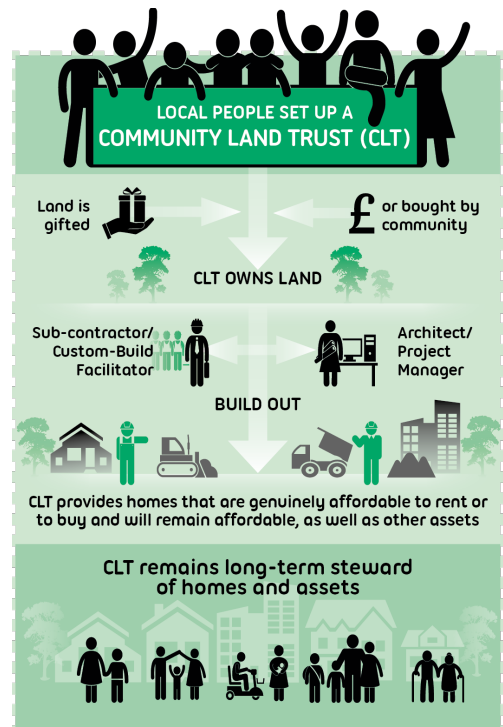 LOCAL PEOPLE SET UP A
COMMUNITY LAND TRUST (CLT)
Land is
gifted
£
or bought by
community
CLT OWNS LAND
Sub-contractor/
Custom-Build
Facilitator
Architect/
Project
Manager
BUILD OUT
CLT provides homes that are genuinely affordable to rent or
to buy and will remain affordable, as well as other assets
CLT remains long-term steward
of homes and assets